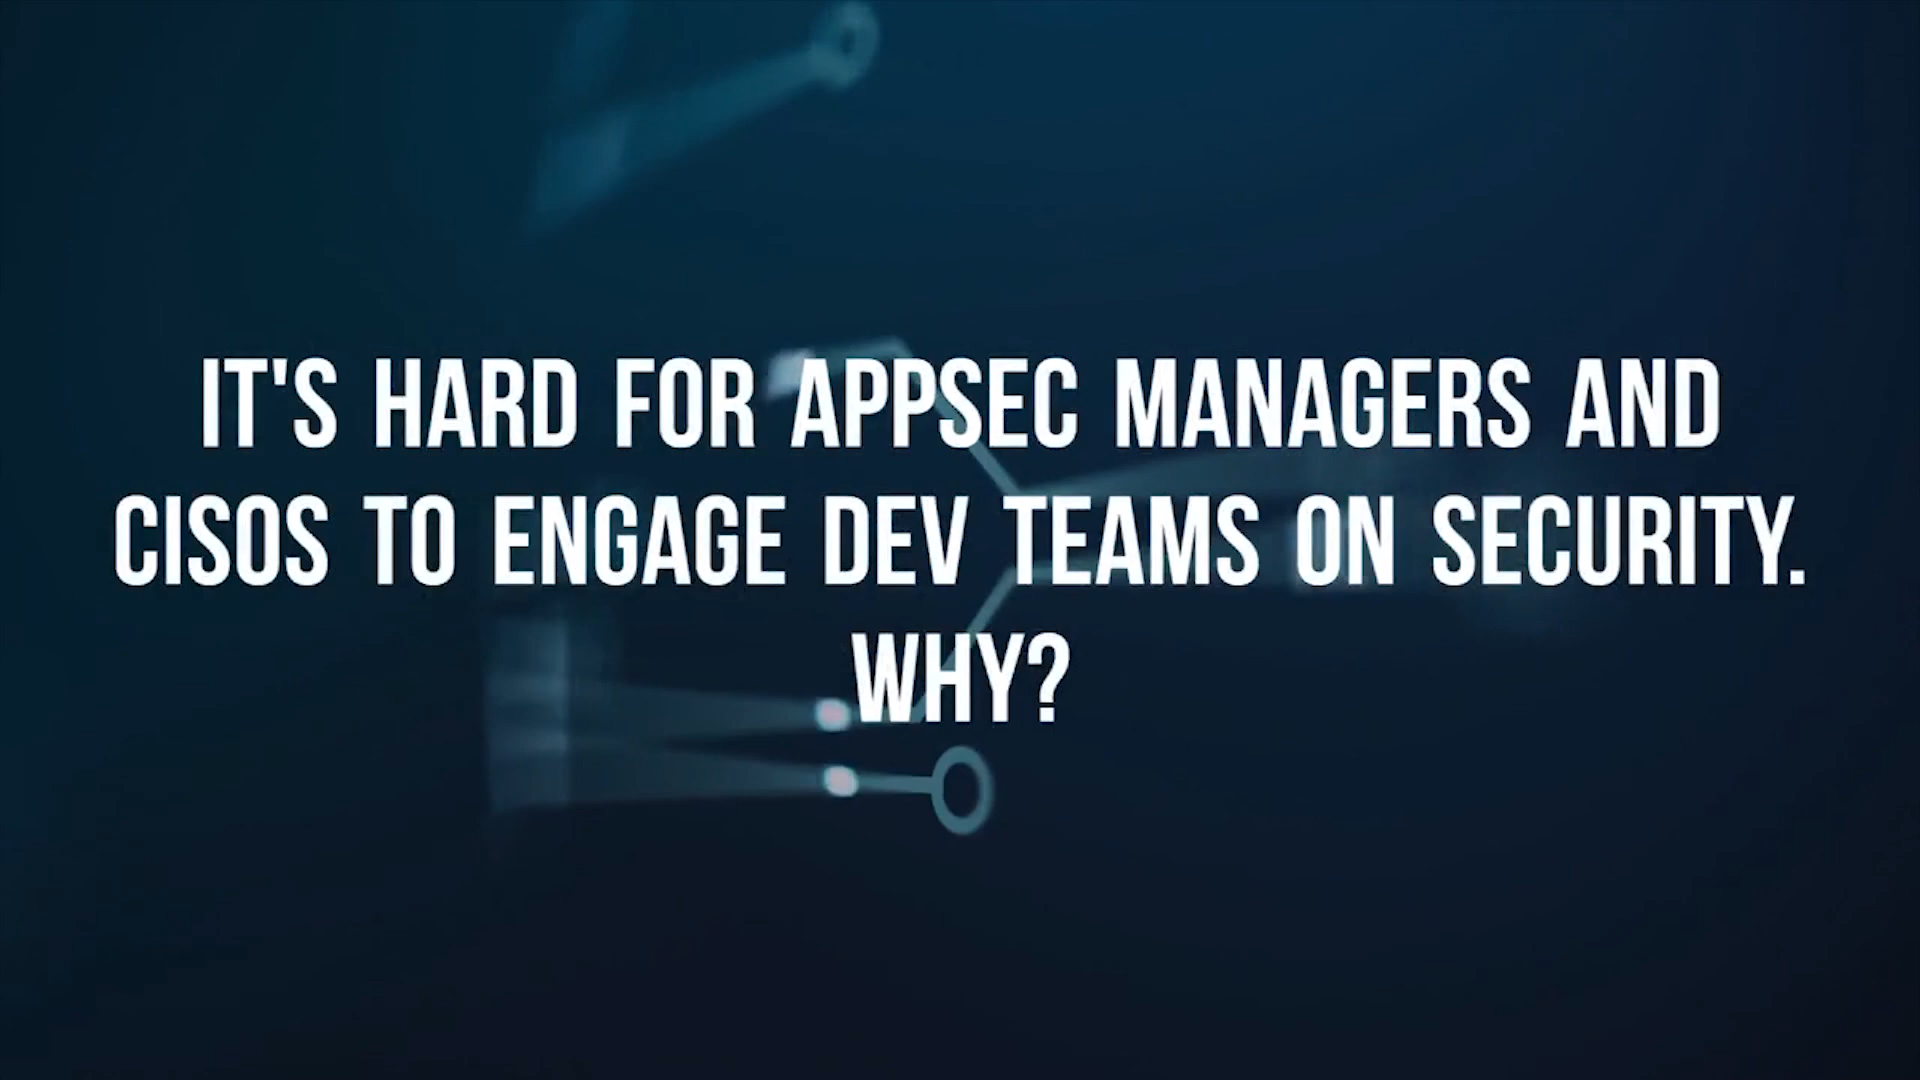 IT'S HARD FOR APPSEC MANAGERS AND
CISOS TO ENGAGE DEV TEAMS ON SECURITY.
WHY?